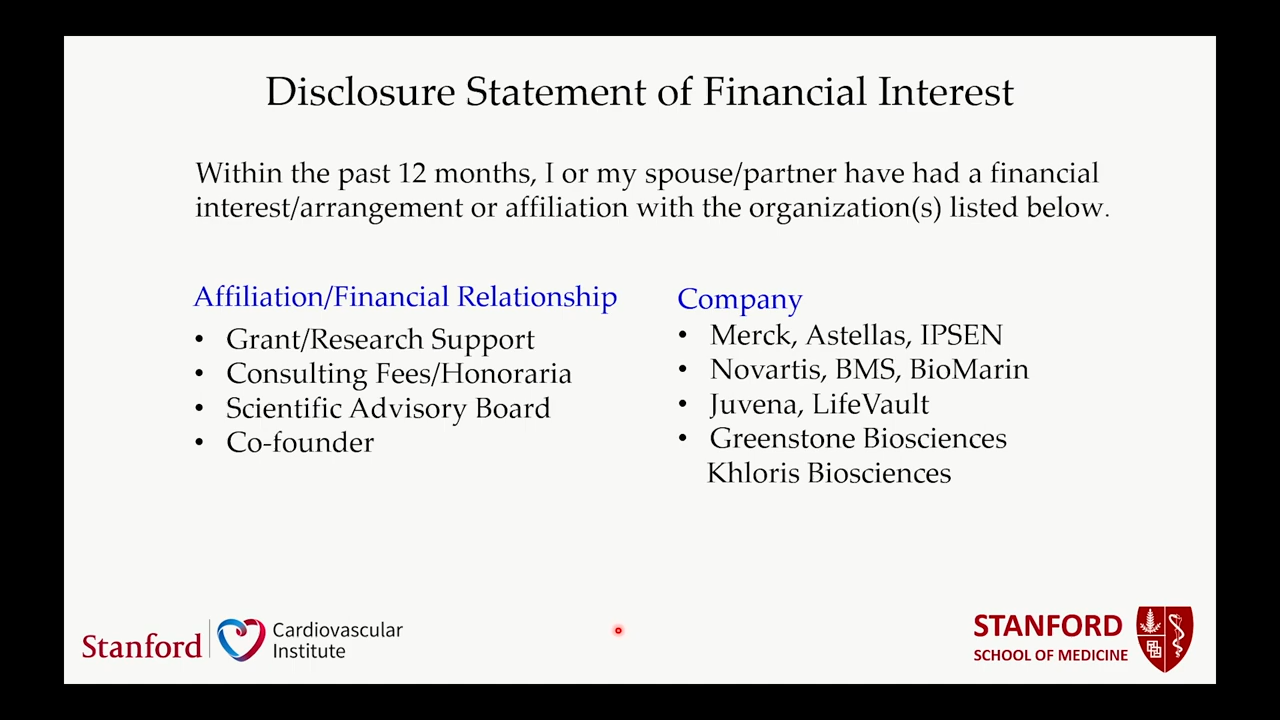 Disclosure Statement of Financial Interest
Within the past 12 months, I or my spouse/partner have had a financial
interest/arrangement or affiliation with the organization(s) listed below.
Affiliation/Financial Relationship
• Grant/Research Support
• Consulting Fees/Honoraria
• Scientific Advisory Board
• Co-founder
Company
• Merck, Astellas, IPSEN
• Novartis, BMS, BioMarin
• Juvena, LifeVault
• Greenstone Biosciences
Khloris Biosciences
Stanford
Cardiovascular
Institute
STANFORD
SCHOOL OF MEDICINE